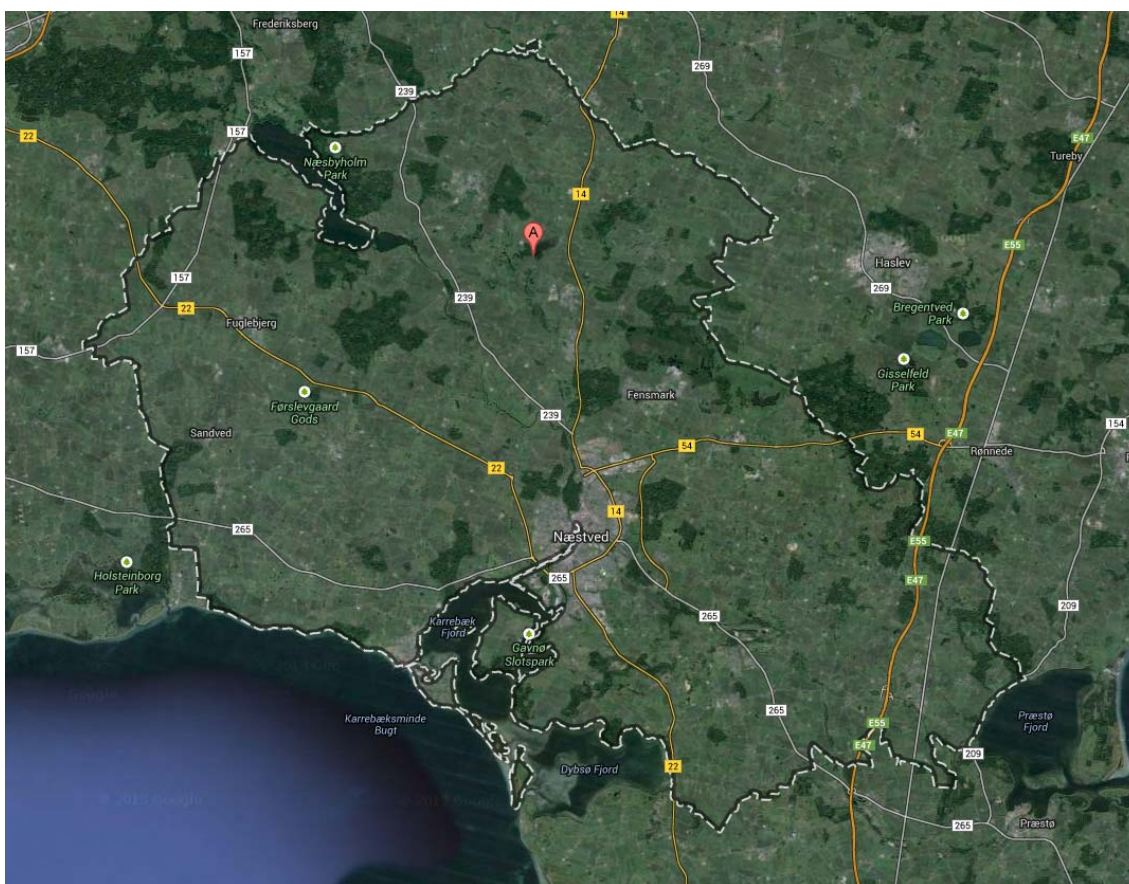 14
Frederiksberg
157
269
239
157
22
E47
Næsbyholm
Park
Tureby
14
A
E55
Haslev
157
269
239
22
Bregentved
Park
Fuglebjerg
157
Gisselfeld
Park
Førslevgaard
Gods
Fensmark
239
154
Sandved
54
E47
54
Rønnede
22
14
265
Næstved
E55
Holsteinborg
Park
265
E47
209
265
Karrebæk
Fjord
Gavnø
Slotspark
Google
265
Præstø
Fjord
Karrebæksminde
Bugt
E55
E47
209
Dybsø Fjord
22
265
Præstø